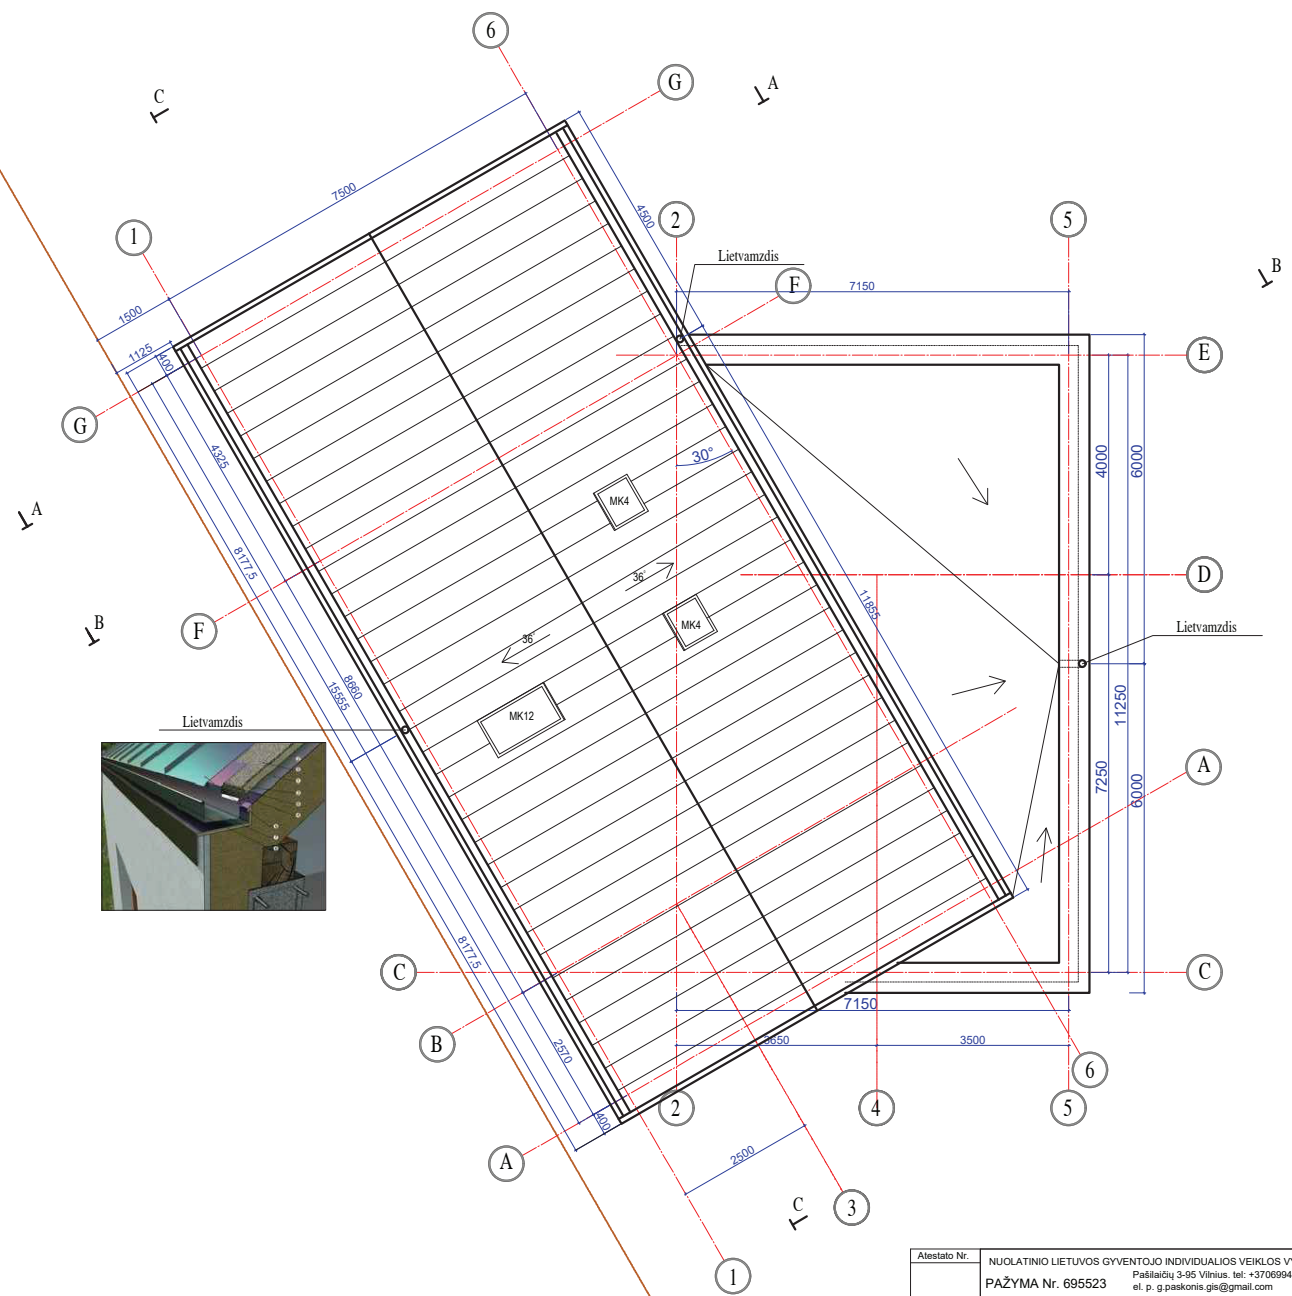 6
G
C
A
7500
4500
2
5
1
Lietvamzdis
F
B
7150
1500
1125
400
E
G
4325
30°
4000
6000
MK4
A
8177,5
36°
D
11855
MK4
B
F
36°
Lietvamzdis
8660
15555
MK12
Lietvamzdis
11250
7250
6000
A
8177,5
C
C
7150
B
2570
3650
3500
6
400
2
4
5
A
2500
C
3
1
Atestato Nr.
NUOLATINIO LIETUVOS GYVENTOJO INDIVIDUALIOS VEIKLOS
PAŽYMA Nr. 695523
Pašilaičių 3-95 Vilnius. tel: +3706994
el. p. g.paskonis.gis@gmail.com